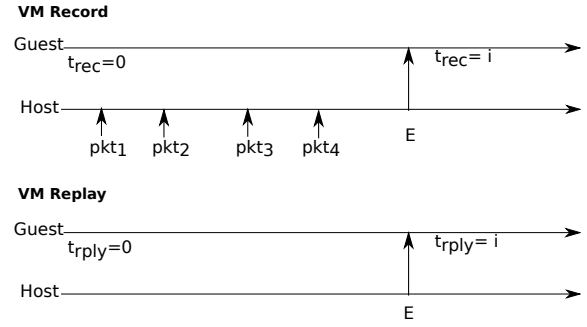 VM Record
Guest
t_rec=0 t_rec= i
Host
pkt₁ pkt₂ pkt₃ pkt₄ E
VM Replay
Guest
t_rply=0 t_rply= i
Host
E